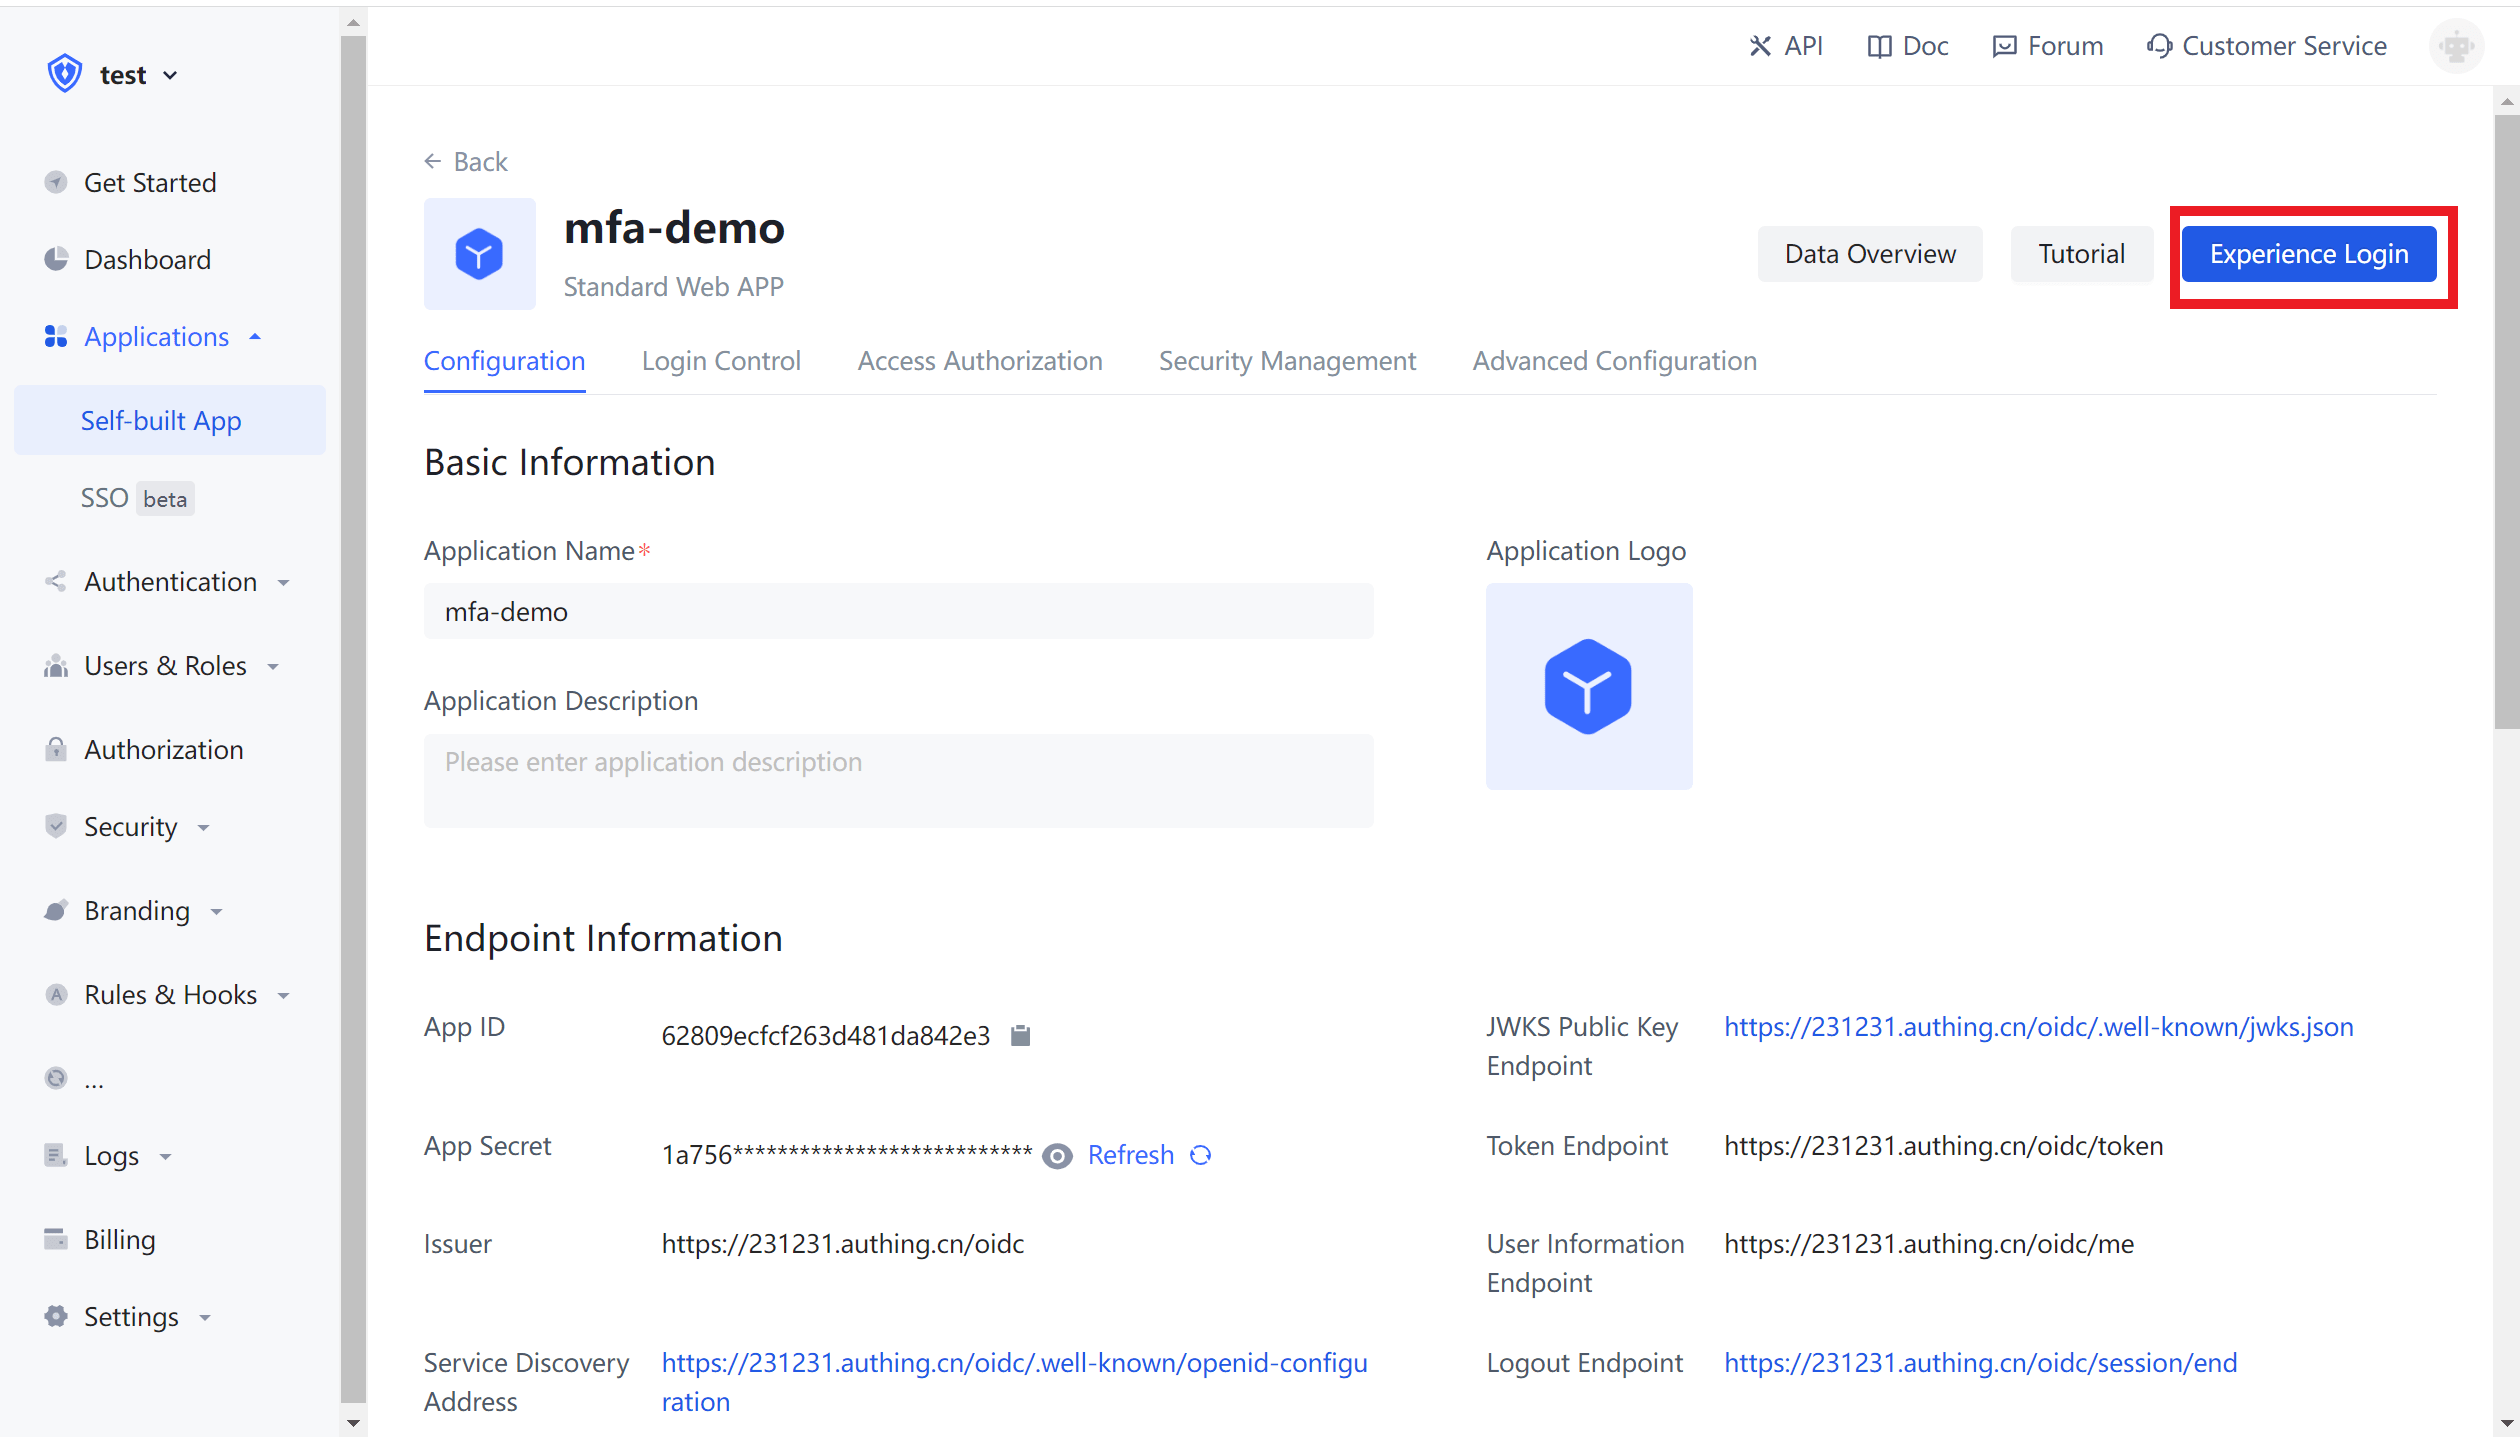 test
API
Doc
Forum
Customer Service
Get Started
Dashboard
Applications
Self-built App
SSO beta
Authentication
Users & Roles
Authorization
Security
Branding
Rules & Hooks
...
Logs
Billing
Settings
Back
mfa-demo
Standard Web APP
Data Overview
Tutorial
Experience Login
Configuration
Login Control
Access Authorization
Security Management
Advanced Configuration
Basic Information
Application Name*
mfa-demo
Application Description
Please enter application description
Application Logo
Endpoint Information
App ID
62809ecfcf263d481da842e3
App Secret
1a756***************************
Refresh
Issuer
https://231231.authing.cn/oidc
Service Discovery
Address
https://231231.authing.cn/oidc/.well-known/openid-configu
ration
JWKS Public Key
Endpoint
https://231231.authing.cn/oidc/.well-known/jwks.json
Token Endpoint
https://231231.authing.cn/oidc/token
User Information
Endpoint
https://231231.authing.cn/oidc/me
Logout Endpoint
https://231231.authing.cn/oidc/session/end